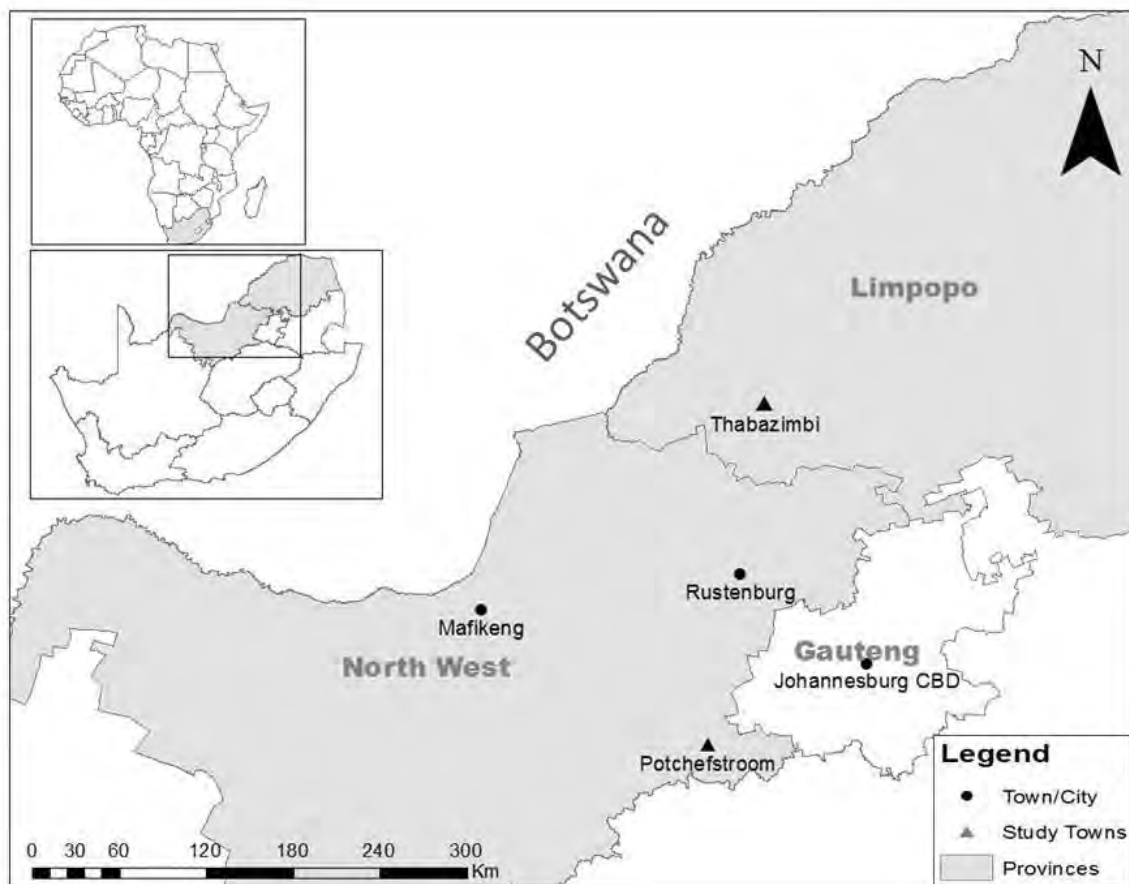 N
Botswana
Limpopo
Thabazimbi
Rustenburg
Mafikeng
North West
Gauteng
Johannesburg CBD
Potchefstroom
Legend
Town/City
Study Towns
Provinces
0 30 60 120 180 240 300
Km